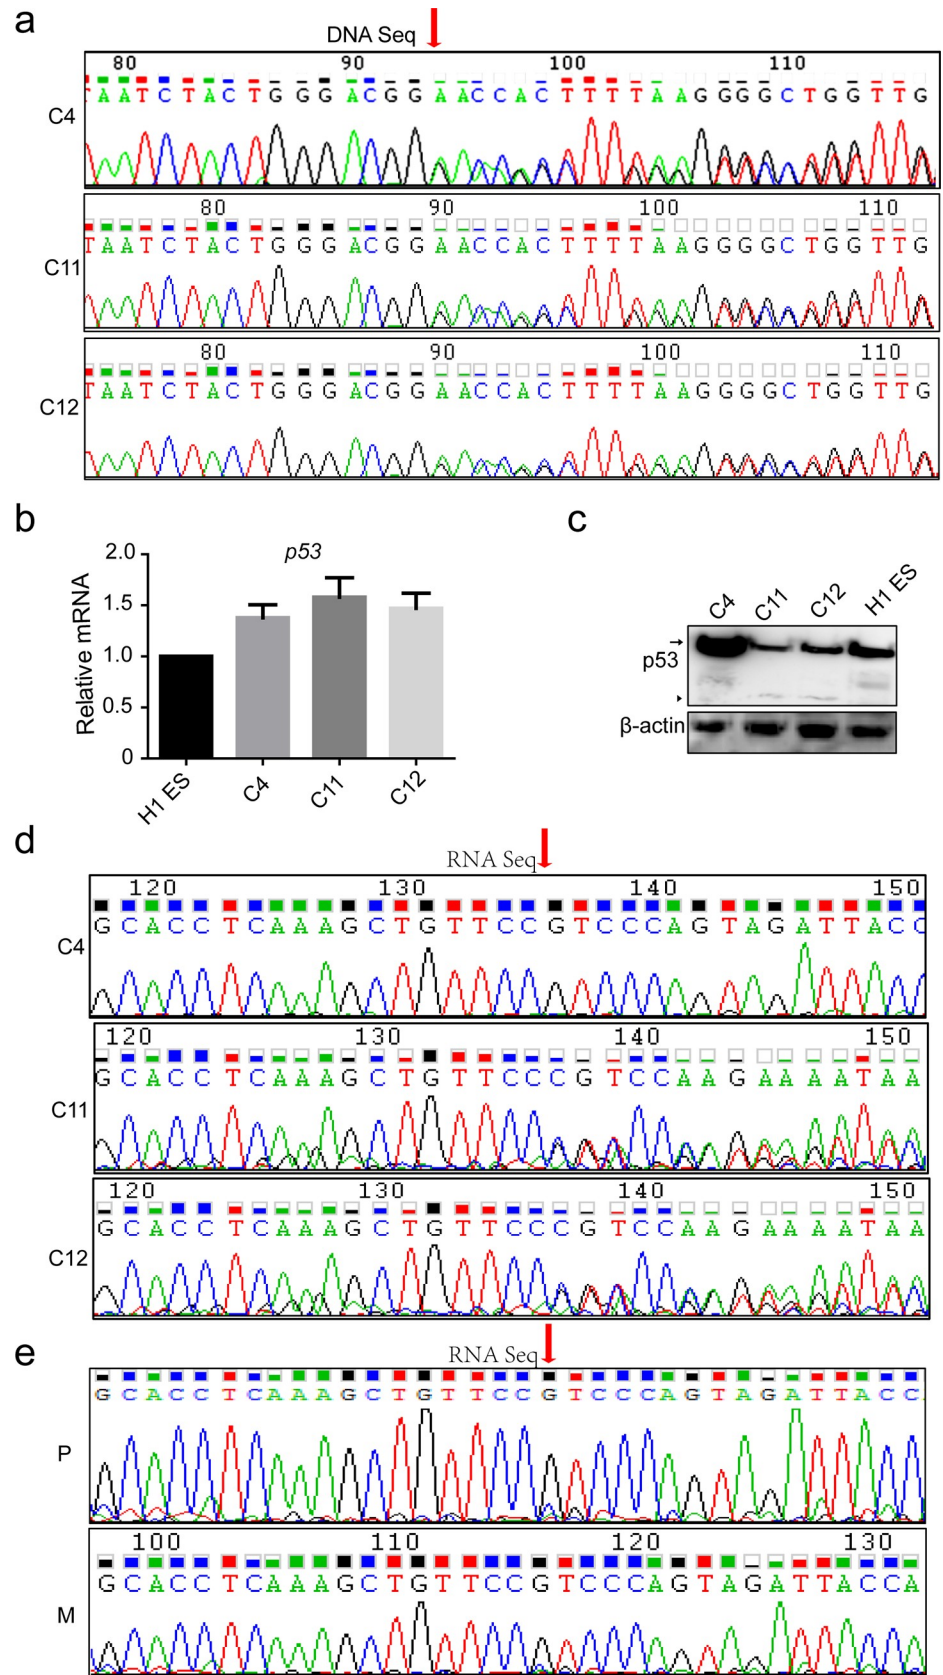 a
DNA Seq
80 90 100 110
TAATCTACTGGGACGGAACCACTTTTAAGGGGCTGGTTG
C4
80 90 100 110
TAATCTACTGGGACGGAACCACTTTTAAGGGGCTGGTTG
C11
80 90 100 110
TAATCTACTGGGACGGAACCACTTTTAAGGGGCTGGTTG
C12
b
p53
Relative mRNA
2.0
1.5
1.0
0.5
0
H1 ES C4 C11 C12
c
C4 C11 C12 H1 ES
p53
β-actin
d
RNA Seq
120 130 140 150
GCACCTCAAAGCTGTTCCGTCCCAGTAGATTACC
C4
120 130 140 150
GCACCTCAAAGCTGTTCCCGTCCAAGAAAATAA
C11
120 130 140 150
GCACCTCAAAGCTGTTCCCGTCCAAGAAAATAA
C12
e
RNA Seq
GCACCTCAAAGCTGTTCCGTCCCAGTAGATTACC
P
100 110 120 130
GCACCTCAAAGCTGTTCCGTCCCAGTAGATTACCA
M